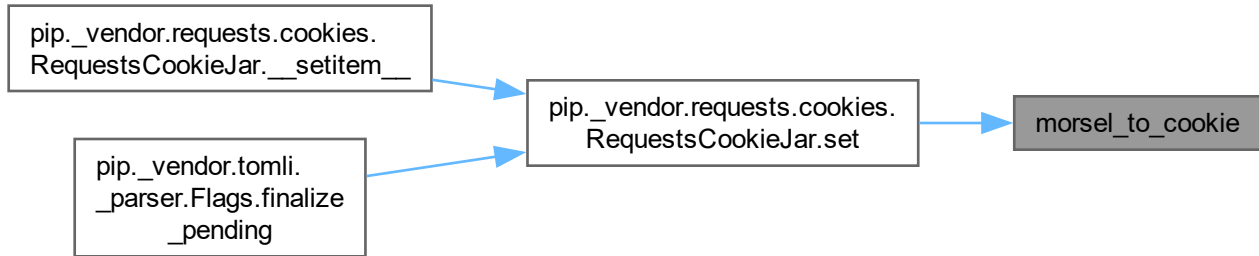 pip._vendor.requests.cookies.
RequestsCookieJar.__setitem__
pip._vendor.tomli.
_parser.Flags.finalize
_pending
pip._vendor.requests.cookies.
RequestsCookieJar.set
morsel_to_cookie